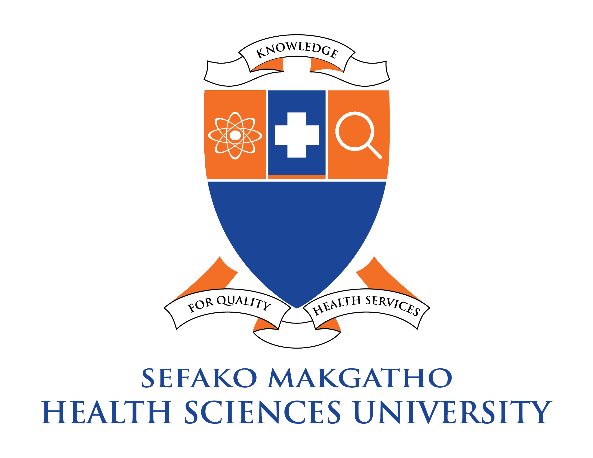 KNOWLEDGE
FOR QUALITY
HEALTH SERVICES
SEFAKO MAKGATHO
HEALTH SCIENCES UNIVERSITY